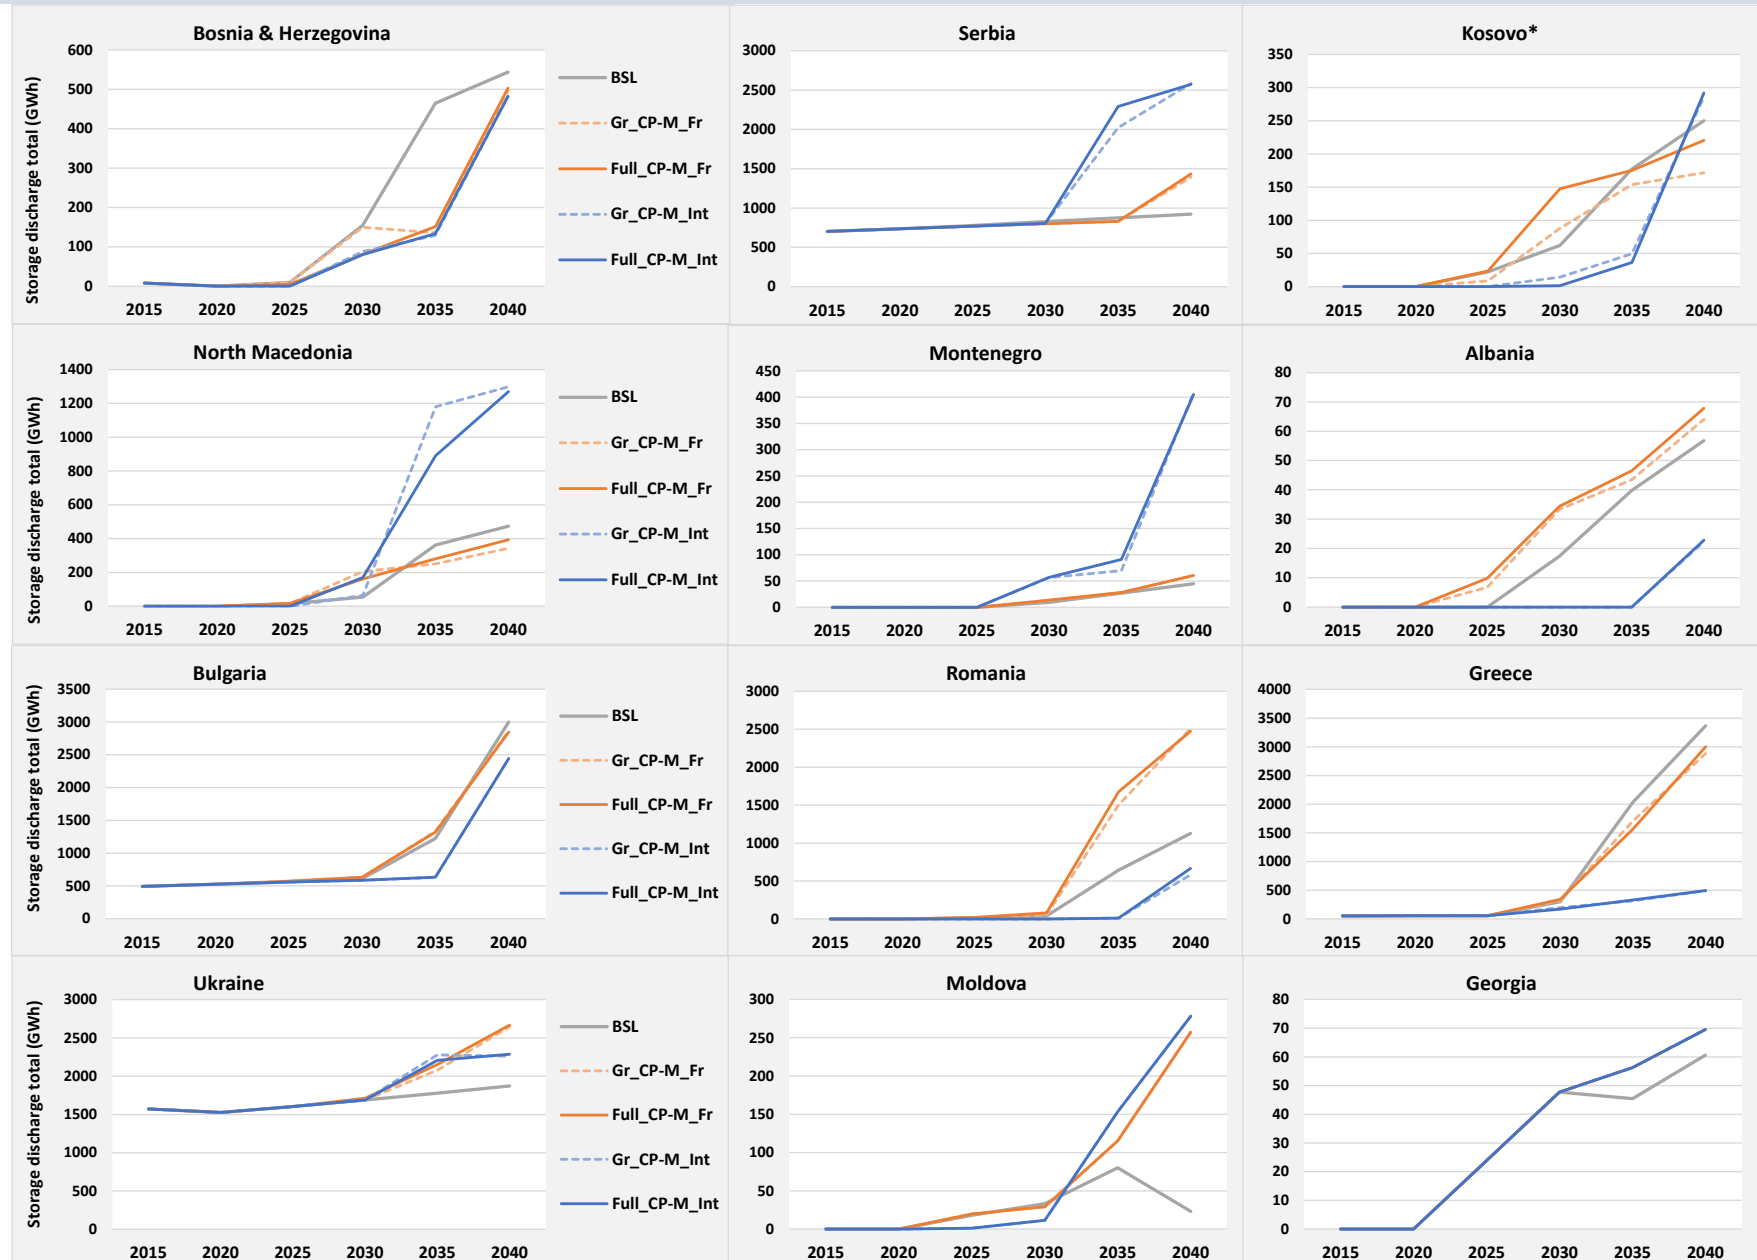 Bosnia & Herzegovina
Storage discharge total (GWh)
600
500
400
300
200
100
0
2015 2020 2025 2030 2035 2040
BSL
Gr_CP-M_Fr
Full_CP-M_Fr
Gr_CP-M_Int
Full_CP-M_Int
Serbia
3000
2500
2000
1500
1000
500
0
2015 2020 2025 2030 2035 2040
Kosovo*
350
300
250
200
150
100
50
0
2015 2020 2025 2030 2035 2040
North Macedonia
Storage discharge total (GWh)
1400
1200
1000
800
600
400
200
0
2015 2020 2025 2030 2035 2040
BSL
Gr_CP-M_Fr
Full_CP-M_Fr
Gr_CP-M_Int
Full_CP-M_Int
Montenegro
450
400
350
300
250
200
150
100
50
0
2015 2020 2025 2030 2035 2040
Albania
80
70
60
50
40
30
20
10
0
2015 2020 2025 2030 2035 2040
Bulgaria
Storage discharge total (GWh)
3500
3000
2500
2000
1500
1000
500
0
2015 2020 2025 2030 2035 2040
BSL
Gr_CP-M_Fr
Full_CP-M_Fr
Gr_CP-M_Int
Full_CP-M_Int
Romania
3000
2500
2000
1500
1000
500
0
2015 2020 2025 2030 2035 2040
Greece
4000
3500
3000
2500
2000
1500
1000
500
0
2015 2020 2025 2030 2035 2040
Ukraine
Storage discharge total (GWh)
3000
2500
2000
1500
1000
500
0
2015 2020 2025 2030 2035 2040
BSL
Gr_CP-M_Fr
Full_CP-M_Fr
Gr_CP-M_Int
Full_CP-M_Int
Moldova
300
250
200
150
100
50
0
2015 2020 2025 2030 2035 2040
Georgia
80
70
60
50
40
30
20
10
0
2015 2020 2025 2030 2035 2040